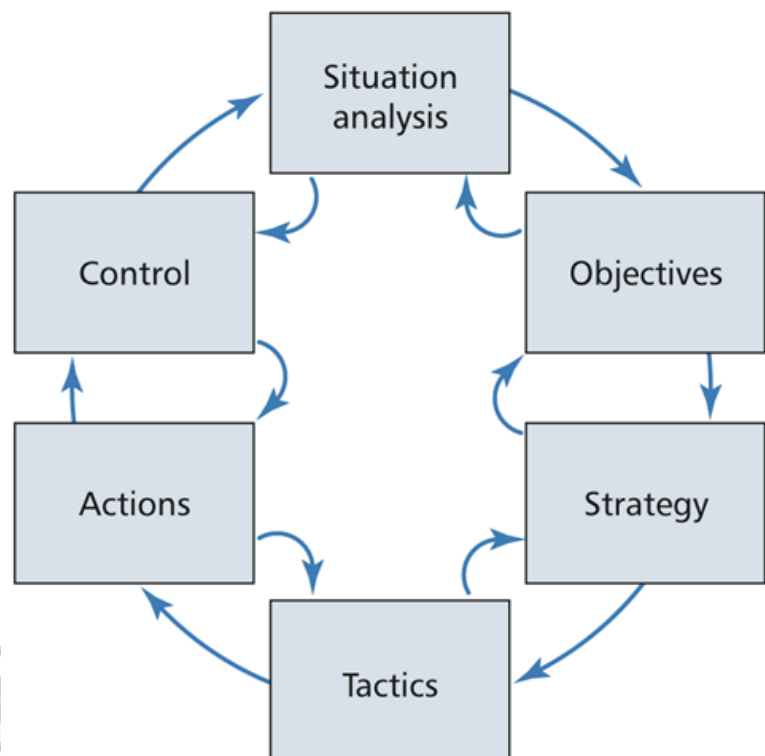 Situation
analysis
Objectives
Strategy
Tactics
Actions
Control